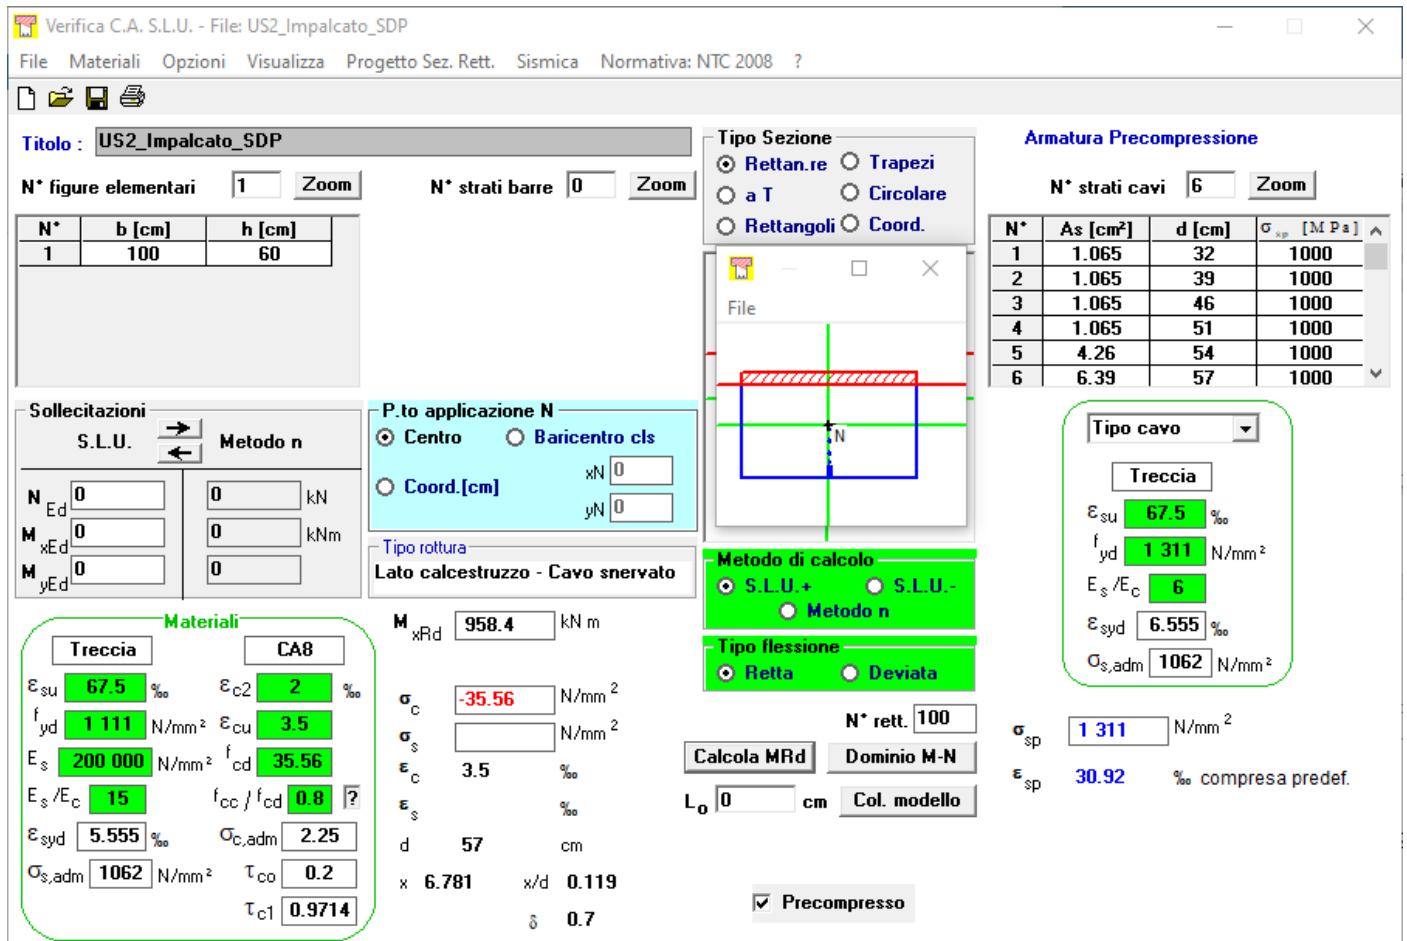 Verifica C.A. S.L.U. - File: US2_Impalcato_SDP
File Materiali Opzioni Visualizza Progetto Sez. Rett. Sismica Normativa: NTC 2008 ?
Titolo : US2_Impalcato_SDP
N° figure elementari 1 Zoom
N° strati barre 0 Zoom
N° b [cm] h [cm]
1 100 60
Tipo Sezione
Rettan.re Trapezi
a T Circolare
Rettangoli Coord.
Armatura Precompressione
N° strati cavi 6 Zoom
N° As [cm²] d [cm] σsp [MPa]
1 1.065 32 1000
2 1.065 39 1000
3 1.065 46 1000
4 1.065 51 1000
5 4.26 54 1000
6 6.39 57 1000
File
N
Sollecitazioni
S.L.U. Metodo n
N Ed 0 0 kN
M xEd 0 0 kNm
M yEd 0 0
P.to applicazione N
Centro Baricentro cls
Coord.[cm]
xN 0
yN 0
Tipo rottura
Lato calcestruzzo - Cavo snervato
Metodo di calcolo
S.L.U.+ S.L.U.-
Metodo n
Tipo flessione
Retta Deviata
N° rett. 100
Calcola MRd Dominio M-N
Lo 0 cm Col. modello
Precompresso
Tipo cavo
Treccia
εsu 67.5 ‰
fyd 1 311 N/mm²
Es /Ec 6
εsyd 6.555 ‰
σs,adm 1062 N/mm²
σsp 1 311 N/mm²
εsp 30.92 ‰ compresa predef.
Materiali
Treccia CA8
εsu 67.5 ‰ εc2 2 ‰
fyd 1 111 N/mm² εcu 3.5
Es 200 000 N/mm² fcd 35.56
Es /Ec 15 fcc / fcd 0.8 ?
εsyd 5.555 ‰ σc,adm 2.25
σs,adm 1062 N/mm² τco 0.2
τc1 0.9714
M xRd 958.4 kN m
σc -35.56 N/mm²
σs N/mm²
εc 3.5 ‰
εs ‰
d 57 cm
x 6.781 x/d 0.119
δ 0.7